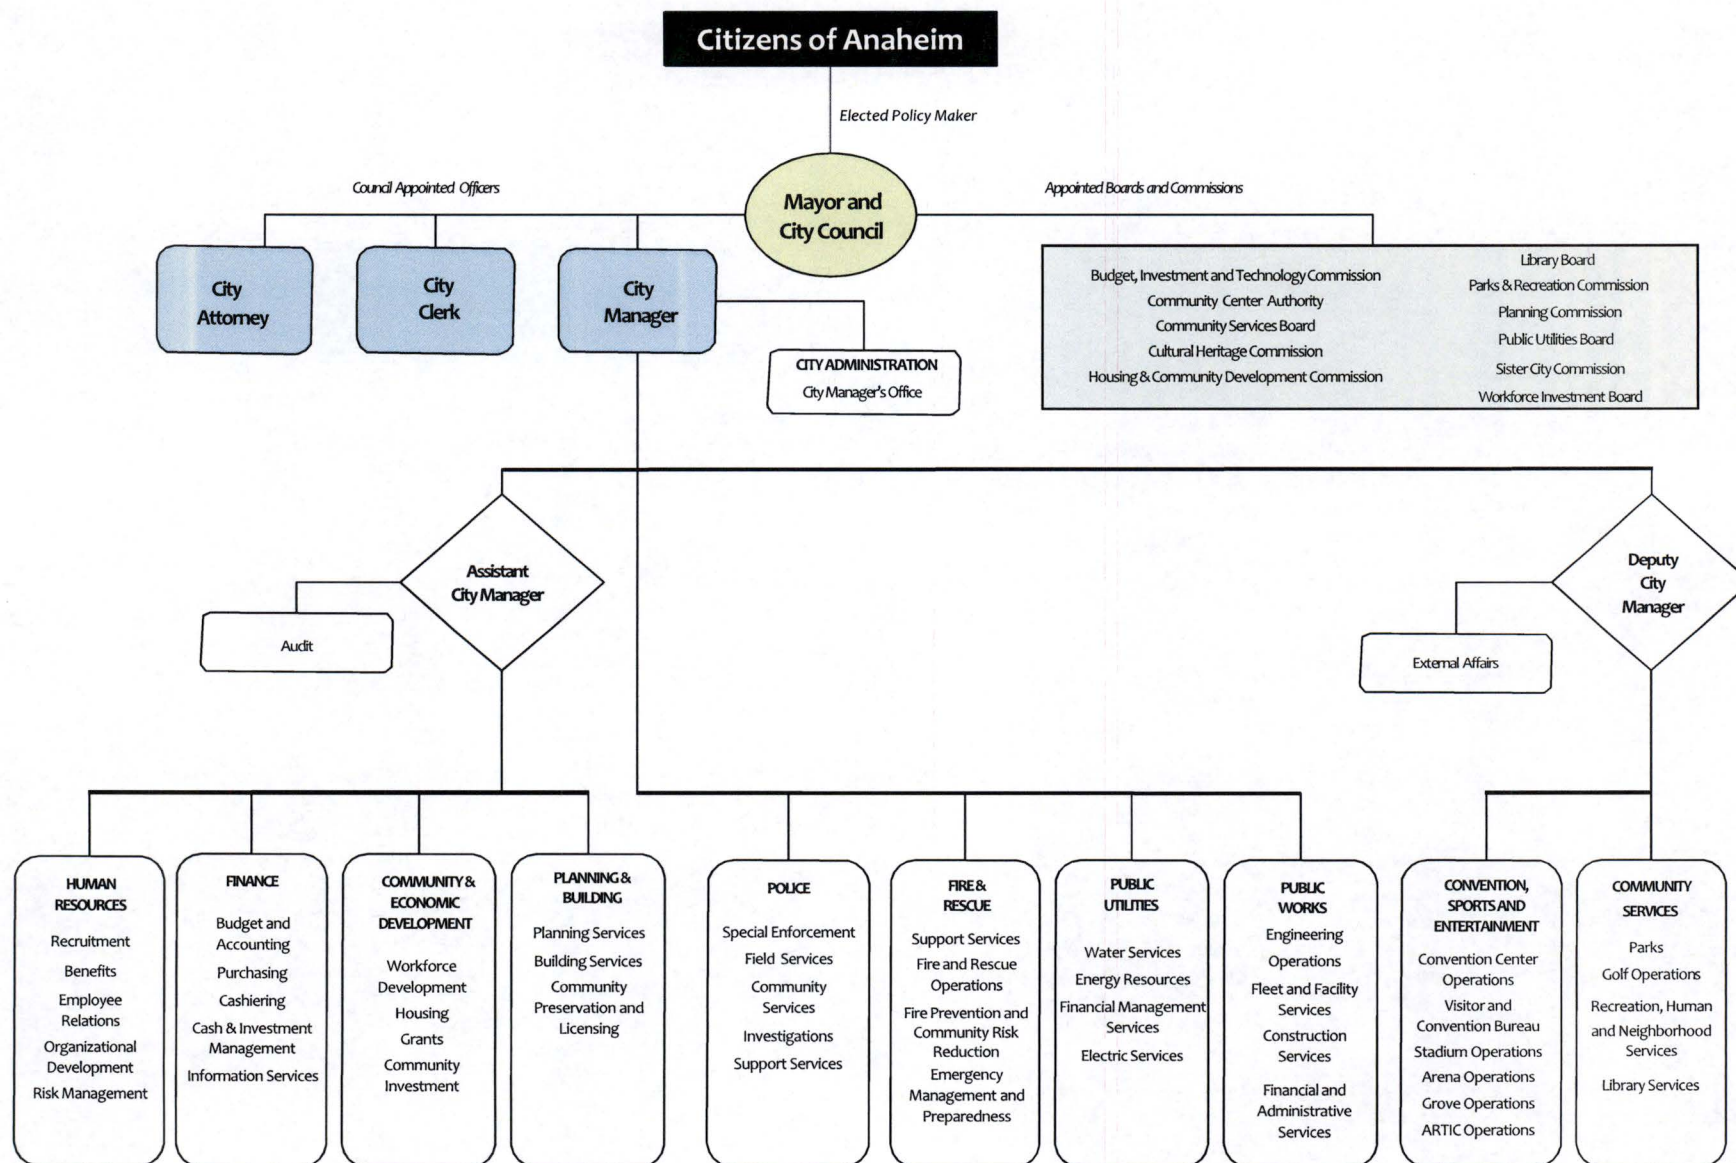 Citizens of Anaheim
Elected Policy Maker
Council Appointed Officers
Mayor and
City Council
Appointed Boards and Commissions
City
Attorney
City
Clerk
City
Manager
CITY ADMINISTRATION
City Manager's Office
Budget, Investment and Technology Commission
Community Center Authority
Community Services Board
Cultural Heritage Commission
Housing & Community Development Commission
Library Board
Parks & Recreation Commission
Planning Commission
Public Utilities Board
Sister City Commission
Workforce Investment Board
Assistant
City Manager
Audit
Deputy
City
Manager
External Affairs
HUMAN
RESOURCES
Recruitment
Benefits
Employee
Relations
Organizational
Development
Risk Management
FINANCE
Budget and
Accounting
Purchasing
Cashiering
Cash & Investment
Management
Information Services
COMMUNITY &
ECONOMIC
DEVELOPMENT
Workforce
Development
Housing
Grants
Community
Investment
PLANNING &
BUILDING
Planning Services
Building Services
Community
Preservation and
Licensing
POLICE
Special Enforcement
Field Services
Community
Services
Investigations
Support Services
FIRE &
RESCUE
Support Services
Fire and Rescue
Operations
Fire Prevention and
Community Risk
Reduction
Emergency
Management and
Preparedness
PUBLIC
UTILITIES
Water Services
Energy Resources
Financial Management
Services
Electric Services
PUBLIC
WORKS
Engineering
Operations
Fleet and Facility
Services
Construction
Services
Financial and
Administrative
Services
CONVENTION,
SPORTS AND
ENTERTAINMENT
Convention Center
Operations
Visitor and
Convention Bureau
Stadium Operations
Arena Operations
Grove Operations
ARTIC Operations
COMMUNITY
SERVICES
Parks
Golf Operations
Recreation, Human
and Neighborhood
Services
Library Services